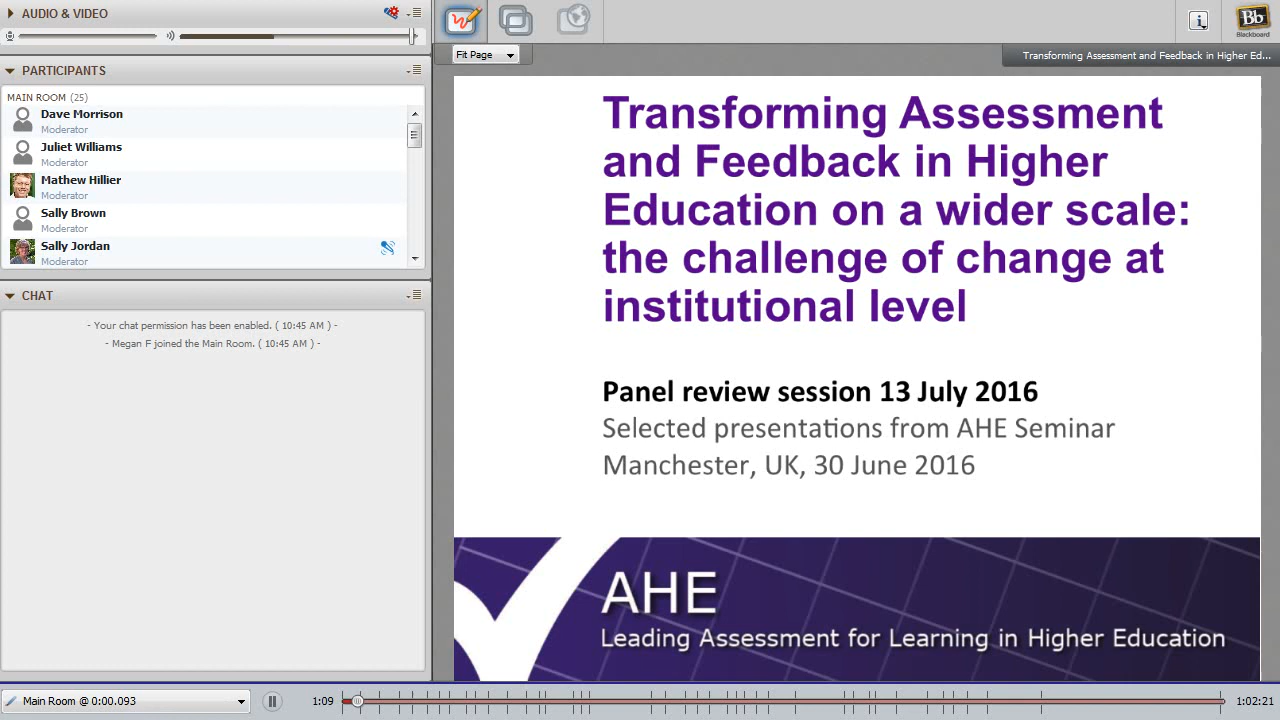 AUDIO & VIDEO
PARTICIPANTS
MAIN ROOM (25)
Dave Morrison
Moderator
Juliet Williams
Moderator
Mathew Hillier
Moderator
Sally Brown
Moderator
Sally Jordan
Moderator
CHAT
- Your chat permission has been enabled. ( 10:45 AM ) -
- Megan F joined the Main Room. ( 10:45 AM ) -
Fit Page
Transforming Assessment and Feedback in Higher Ed...
Bb
Blackboard
Transforming Assessment
and Feedback in Higher
Education on a wider scale:
the challenge of change at
institutional level
Panel review session 13 July 2016
Selected presentations from AHE Seminar
Manchester, UK, 30 June 2016
AHE
Leading Assessment for Learning in Higher Education
Main Room @ 0:00.093
1:09
1:02:21